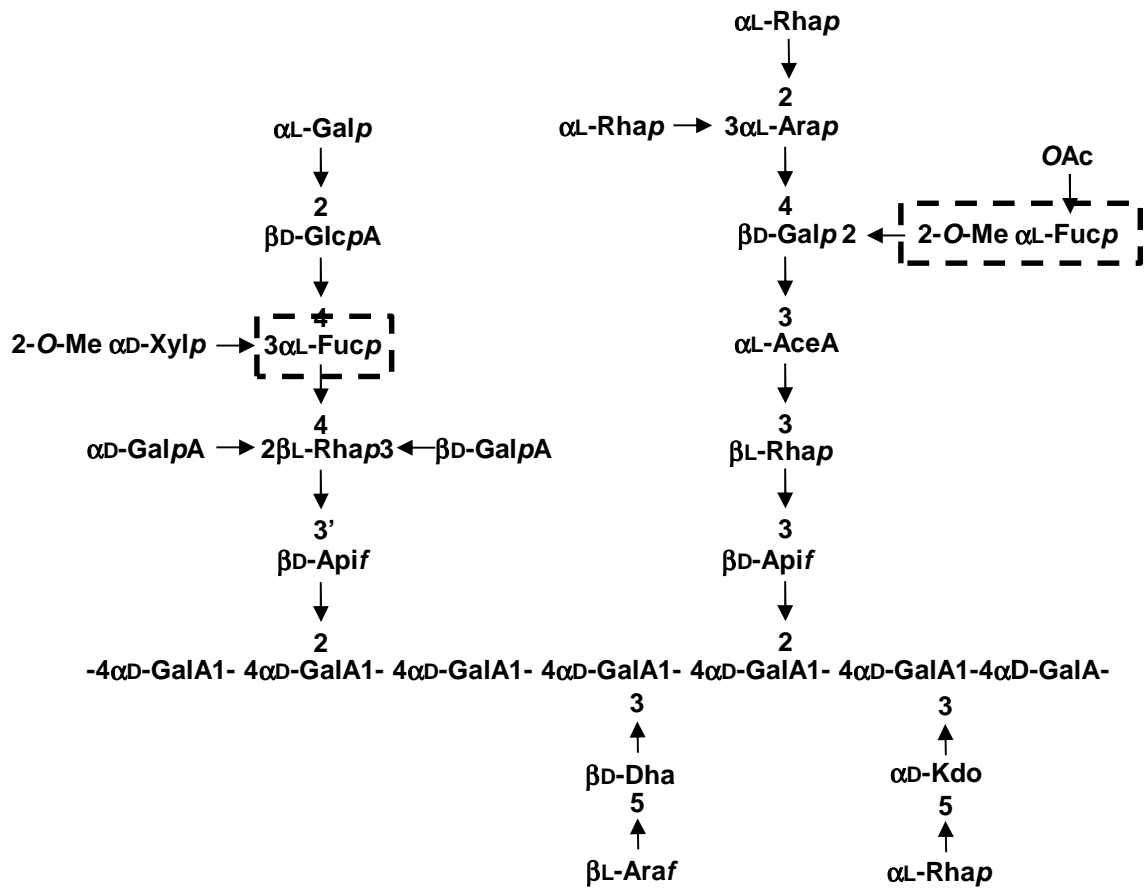 αL-Rhap
2
αL-Rhap 3αL-Arap
αL-Galp
OAc
2
4
βD-GlcpA
βD-Galp 2 2-O-Me αL-Fucp
4
3
2-O-Me αD-Xylp 3αL-Fucp
αL-AceA
4
3
αD-GalpA 2βL-Rhap3 βD-GalpA
βL-Rhap
3’
3
βD-Apif
βD-Apif
2
2
-4αD-GalA1- 4αD-GalA1- 4αD-GalA1- 4αD-GalA1- 4αD-GalA1- 4αD-GalA1-4αD-GalA-
3
3
βD-Dha
αD-Kdo
5
5
βL-Araf
αL-Rhap